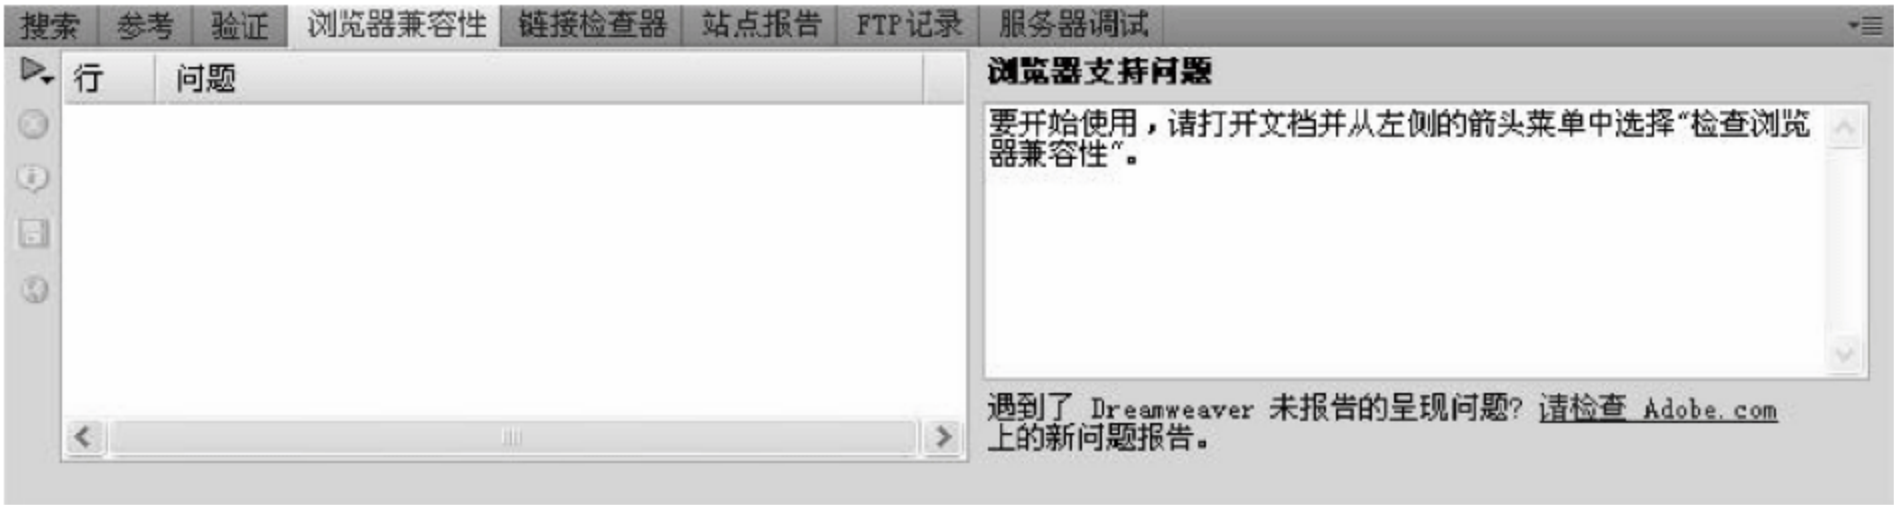 搜索 参考 验证 浏览器兼容性 链接检查器 站点报告 FTP记录 服务器调试
行 问题
浏览器支持问题
要开始使用，请打开文档并从左侧的箭头菜单中选择“检查浏览
器兼容性”。
遇到了 Dreamweaver 未报告的呈现问题? 请检查 Adobe.com
上的新问题报告。